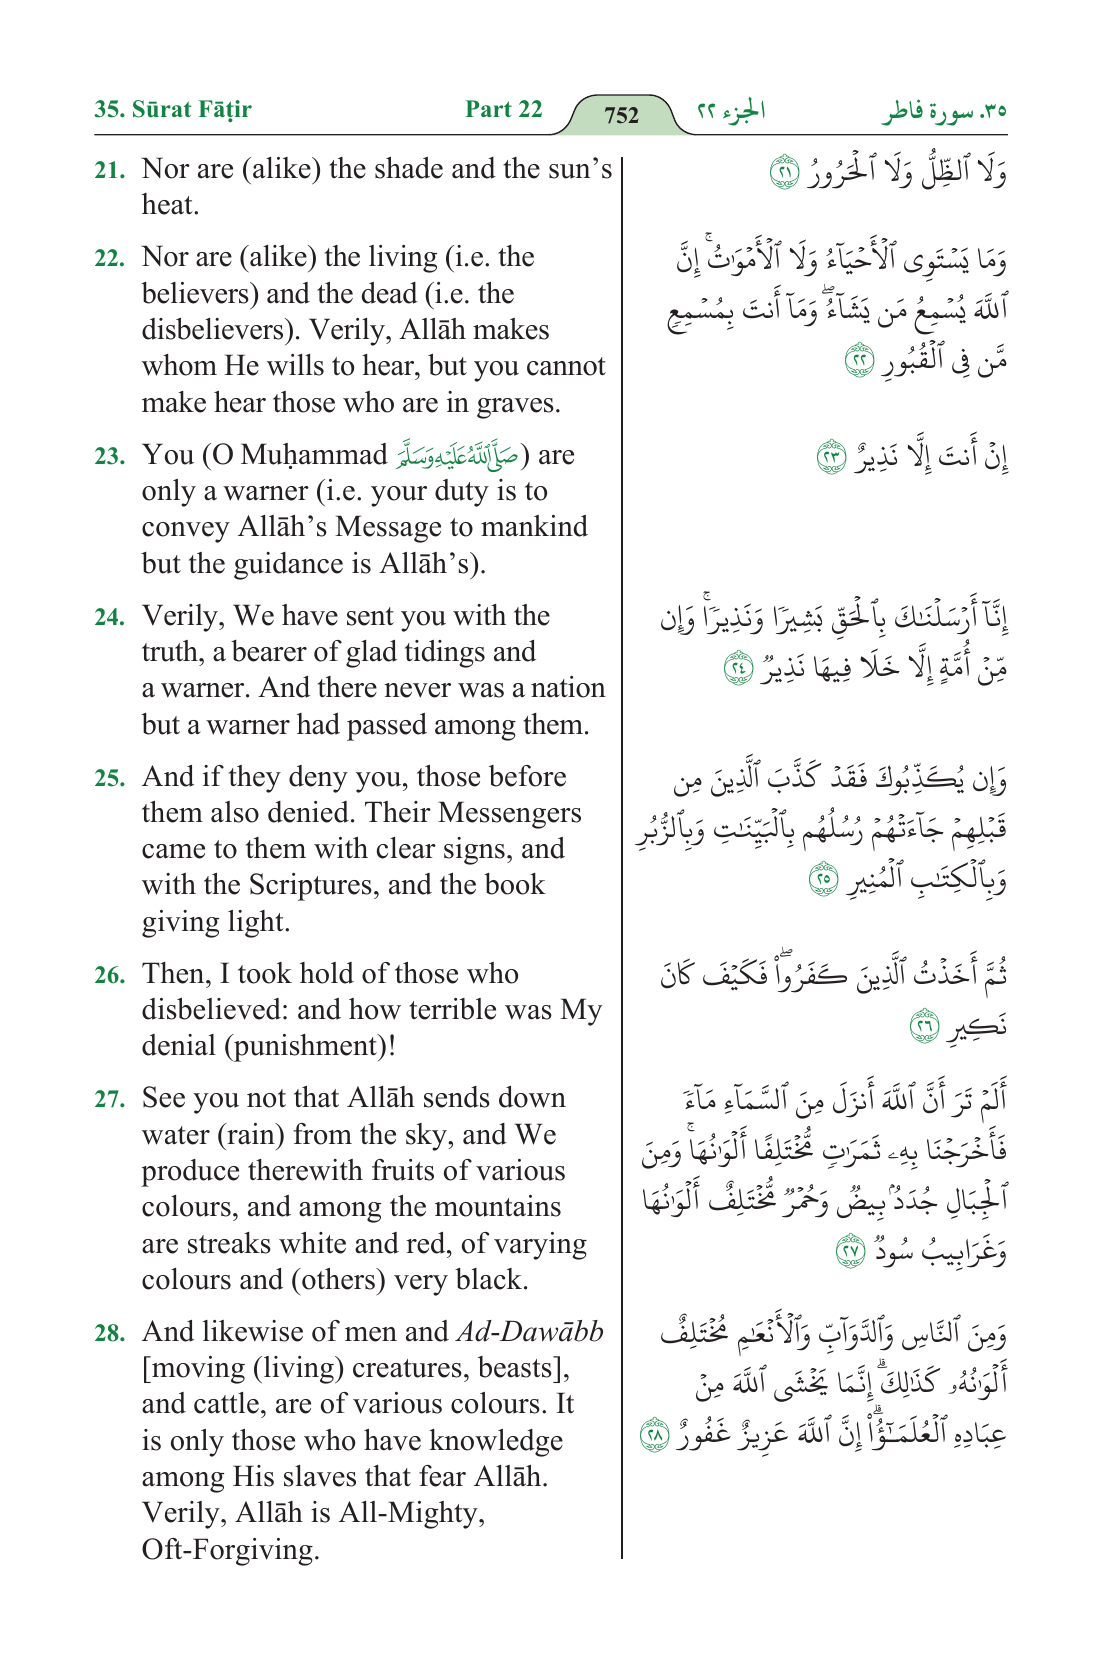 35. Sūrat Fāṭir Part 22 752 الجزء ٢٢ ٣٥. سورة فاطر
21. Nor are (alike) the shade and the sun’s
heat.
22. Nor are (alike) the living (i.e. the
believers) and the dead (i.e. the
disbelievers). Verily, Allāh makes
whom He wills to hear, but you cannot
make hear those who are in graves.
23. You (O Muḥammad صَلَّى ٱللَّهُ عَلَيْهِ وَسَلَّمَ) are
only a warner (i.e. your duty is to
convey Allāh’s Message to mankind
but the guidance is Allāh’s).
24. Verily, We have sent you with the
truth, a bearer of glad tidings and
a warner. And there never was a nation
but a warner had passed among them.
25. And if they deny you, those before
them also denied. Their Messengers
came to them with clear signs, and
with the Scriptures, and the book
giving light.
26. Then, I took hold of those who
disbelieved: and how terrible was My
denial (punishment)!
27. See you not that Allāh sends down
water (rain) from the sky, and We
produce therewith fruits of various
colours, and among the mountains
are streaks white and red, of varying
colours and (others) very black.
28. And likewise of men and Ad-Dawābb
[moving (living) creatures, beasts],
and cattle, are of various colours. It
is only those who have knowledge
among His slaves that fear Allāh.
Verily, Allāh is All-Mighty,
Oft-Forgiving.
وَلَا ٱلظِّلُّ وَلَا ٱلْحَرُورُ ٢١
وَمَا يَسْتَوِى ٱلْأَحْيَآءُ وَلَا ٱلْأَمْوَٰتُ ۚ إِنَّ
ٱللَّهَ يُسْمِعُ مَن يَشَآءُ ۖ وَمَآ أَنتَ بِمُسْمِعٍ
مَّن فِى ٱلْقُبُورِ ٢٢
إِنْ أَنتَ إِلَّا نَذِيرٌ ٢٣
إِنَّآ أَرْسَلْنَٰكَ بِٱلْحَقِّ بَشِيرًا وَنَذِيرًا ۚ وَإِن
مِّنْ أُمَّةٍ إِلَّا خَلَا فِيهَا نَذِيرٌ ٢٤
وَإِن يُكَذِّبُوكَ فَقَدْ كَذَّبَ ٱلَّذِينَ مِن
قَبْلِهِمْ جَآءَتْهُمْ رُسُلُهُم بِٱلْبَيِّنَٰتِ وَبِٱلزُّبُرِ
وَبِٱلْكِتَٰبِ ٱلْمُنِيرِ ٢٥
ثُمَّ أَخَذْتُ ٱلَّذِينَ كَفَرُوا۟ ۖ فَكَيْفَ كَانَ
نَكِيرِ ٢٦
أَلَمْ تَرَ أَنَّ ٱللَّهَ أَنزَلَ مِنَ ٱلسَّمَآءِ مَآءً
فَأَخْرَجْنَا بِهِۦ ثَمَرَٰتٍ مُّخْتَلِفًا أَلْوَٰنُهَا ۚ وَمِنَ
ٱلْجِبَالِ جُدَدٌۢ بِيضٌ وَحُمْرٌ مُّخْتَلِفٌ أَلْوَٰنُهَا
وَغَرَابِيبُ سُودٌ ٢٧
وَمِنَ ٱلنَّاسِ وَٱلدَّوَآبِّ وَٱلْأَنْعَٰمِ مُخْتَلِفٌ
أَلْوَٰنُهُۥ كَذَٰلِكَ ۗ إِنَّمَا يَخْشَى ٱللَّهَ مِنْ
عِبَادِهِ ٱلْعُلَمَٰٓؤُا۟ ۗ إِنَّ ٱللَّهَ عَزِيزٌ غَفُورٌ ٢٨